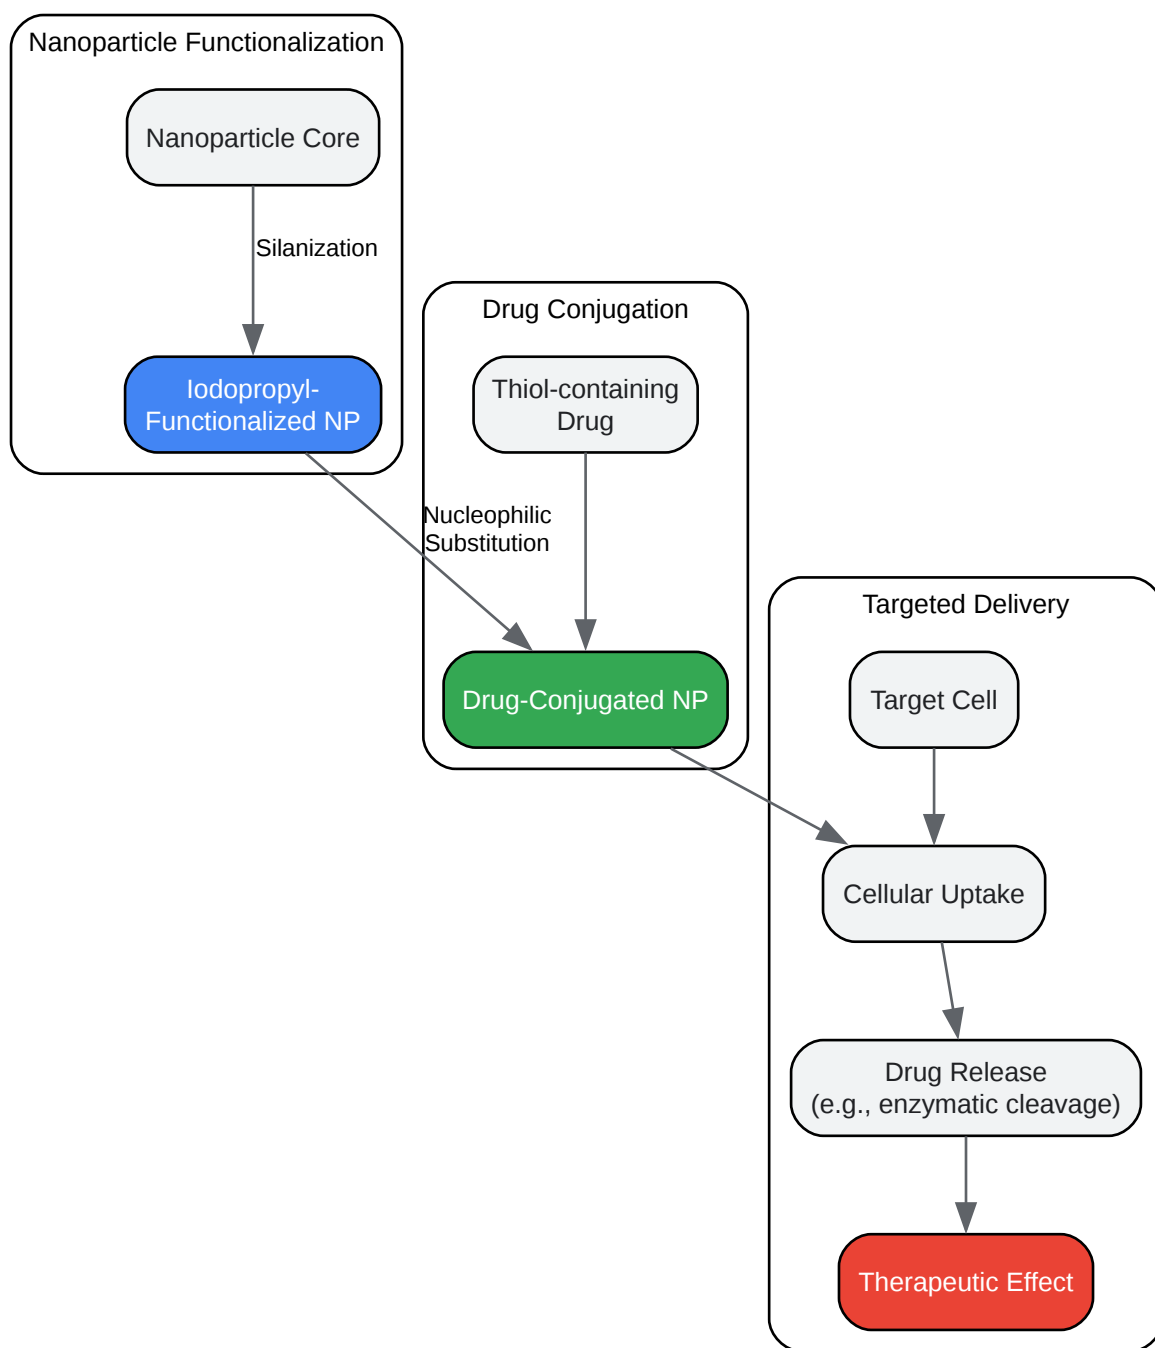 Nanoparticle Functionalization
Nanoparticle Core
Silanization
Iodopropyl-
Functionalized NP
Drug Conjugation
Thiol-containing
Drug
Nucleophilic
Substitution
Drug-Conjugated NP
Targeted Delivery
Target Cell
Cellular Uptake
Drug Release
(e.g., enzymatic cleavage)
Therapeutic Effect